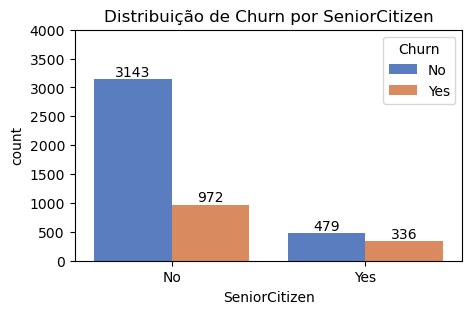 Distribuição de Churn por SeniorCitizen
4000
3500
3000
2500
2000
1500
1000
500
0
count
3143
972
479
336
Churn
No
Yes
No
Yes
SeniorCitizen